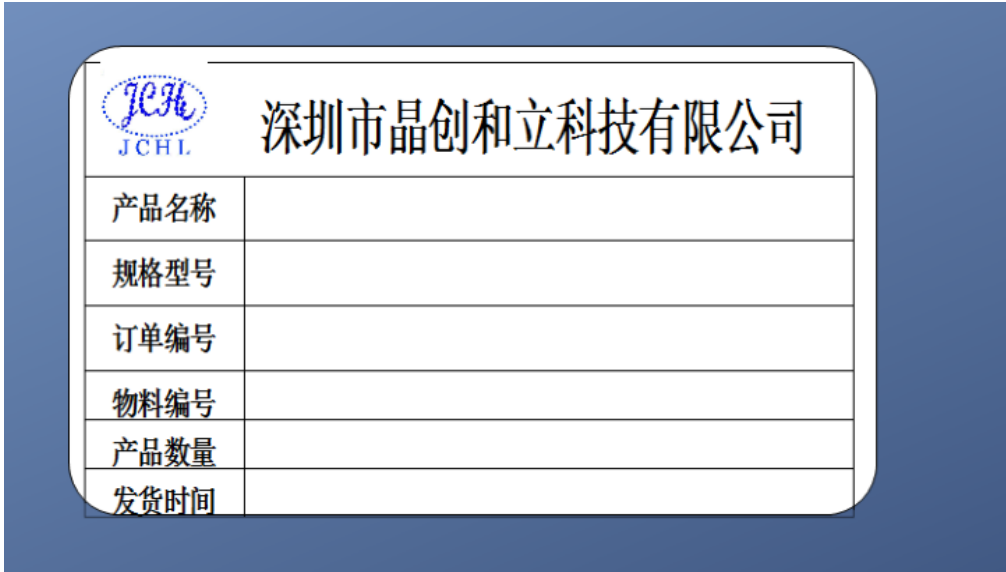 JCHL
JCHL
深圳市晶创和立科技有限公司
产品名称
规格型号
订单编号
物料编号
产品数量
发货时间